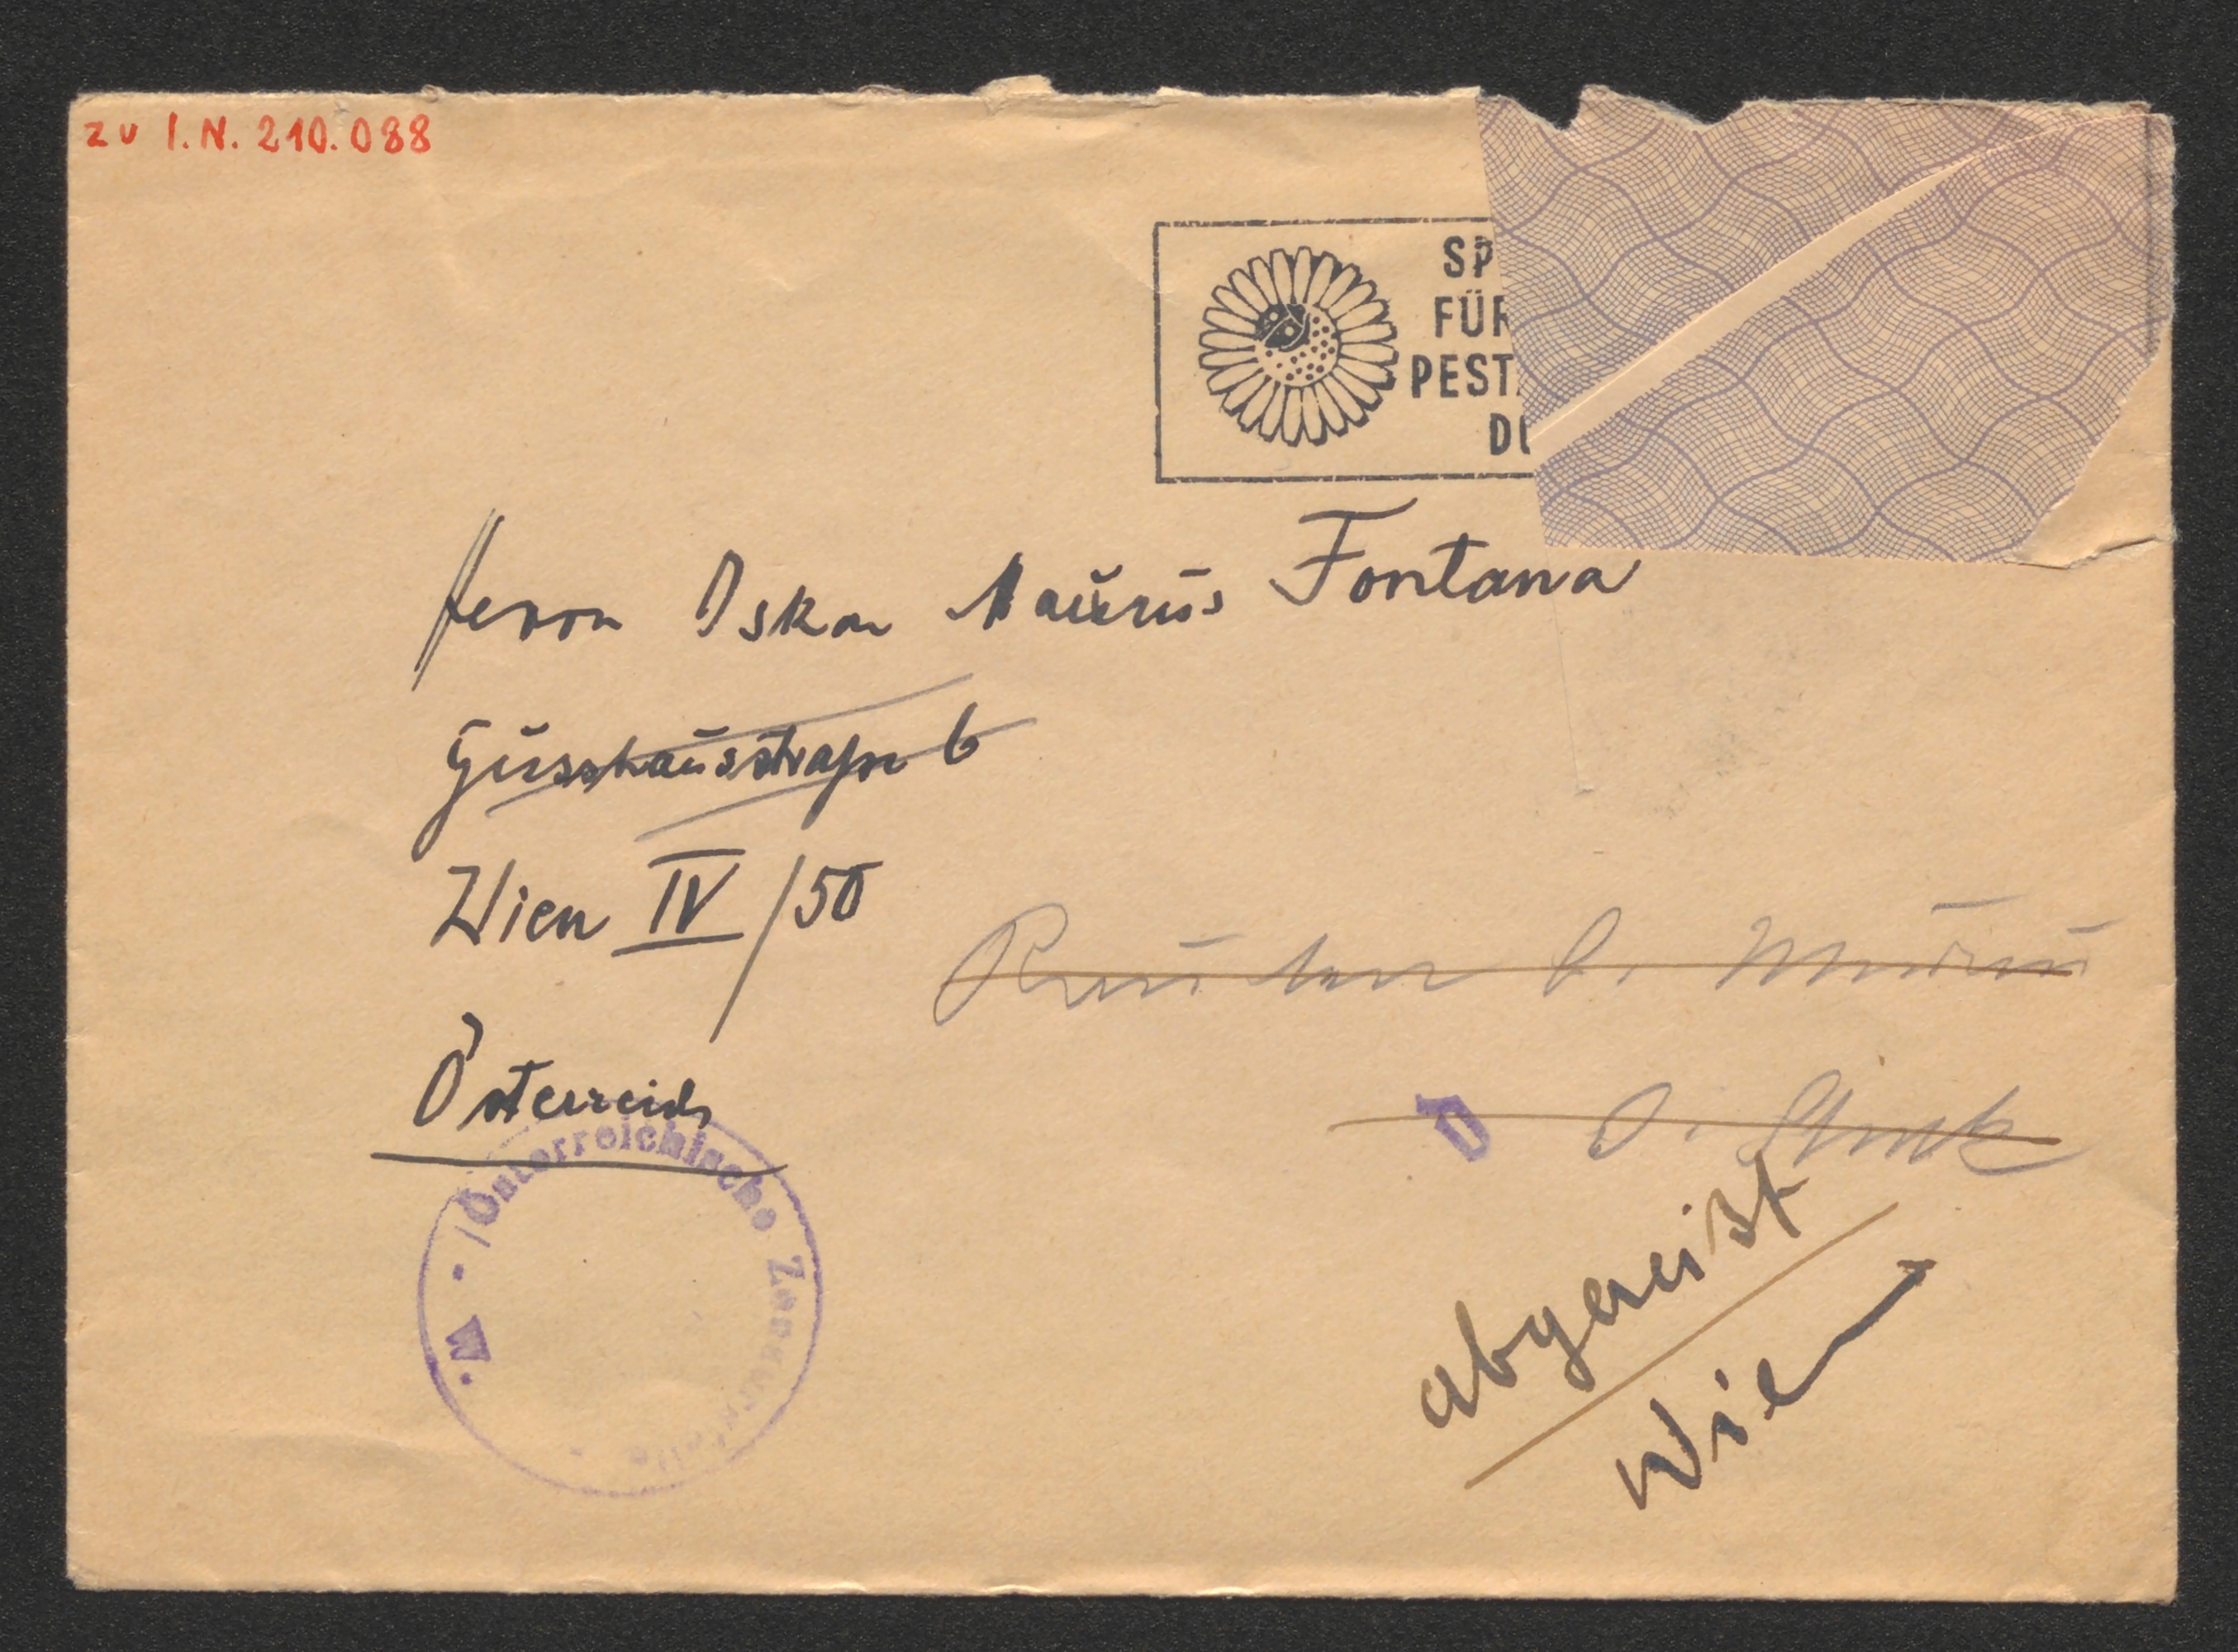 zu I.N. 210.088
SP
FÜR
PEST
DU
Herrn Oskar Maurus Fontana
Gusshausstraße 6
Wien IV/50
Österreich
Österreichische Zensurstelle
W
D
abgereist
Wien